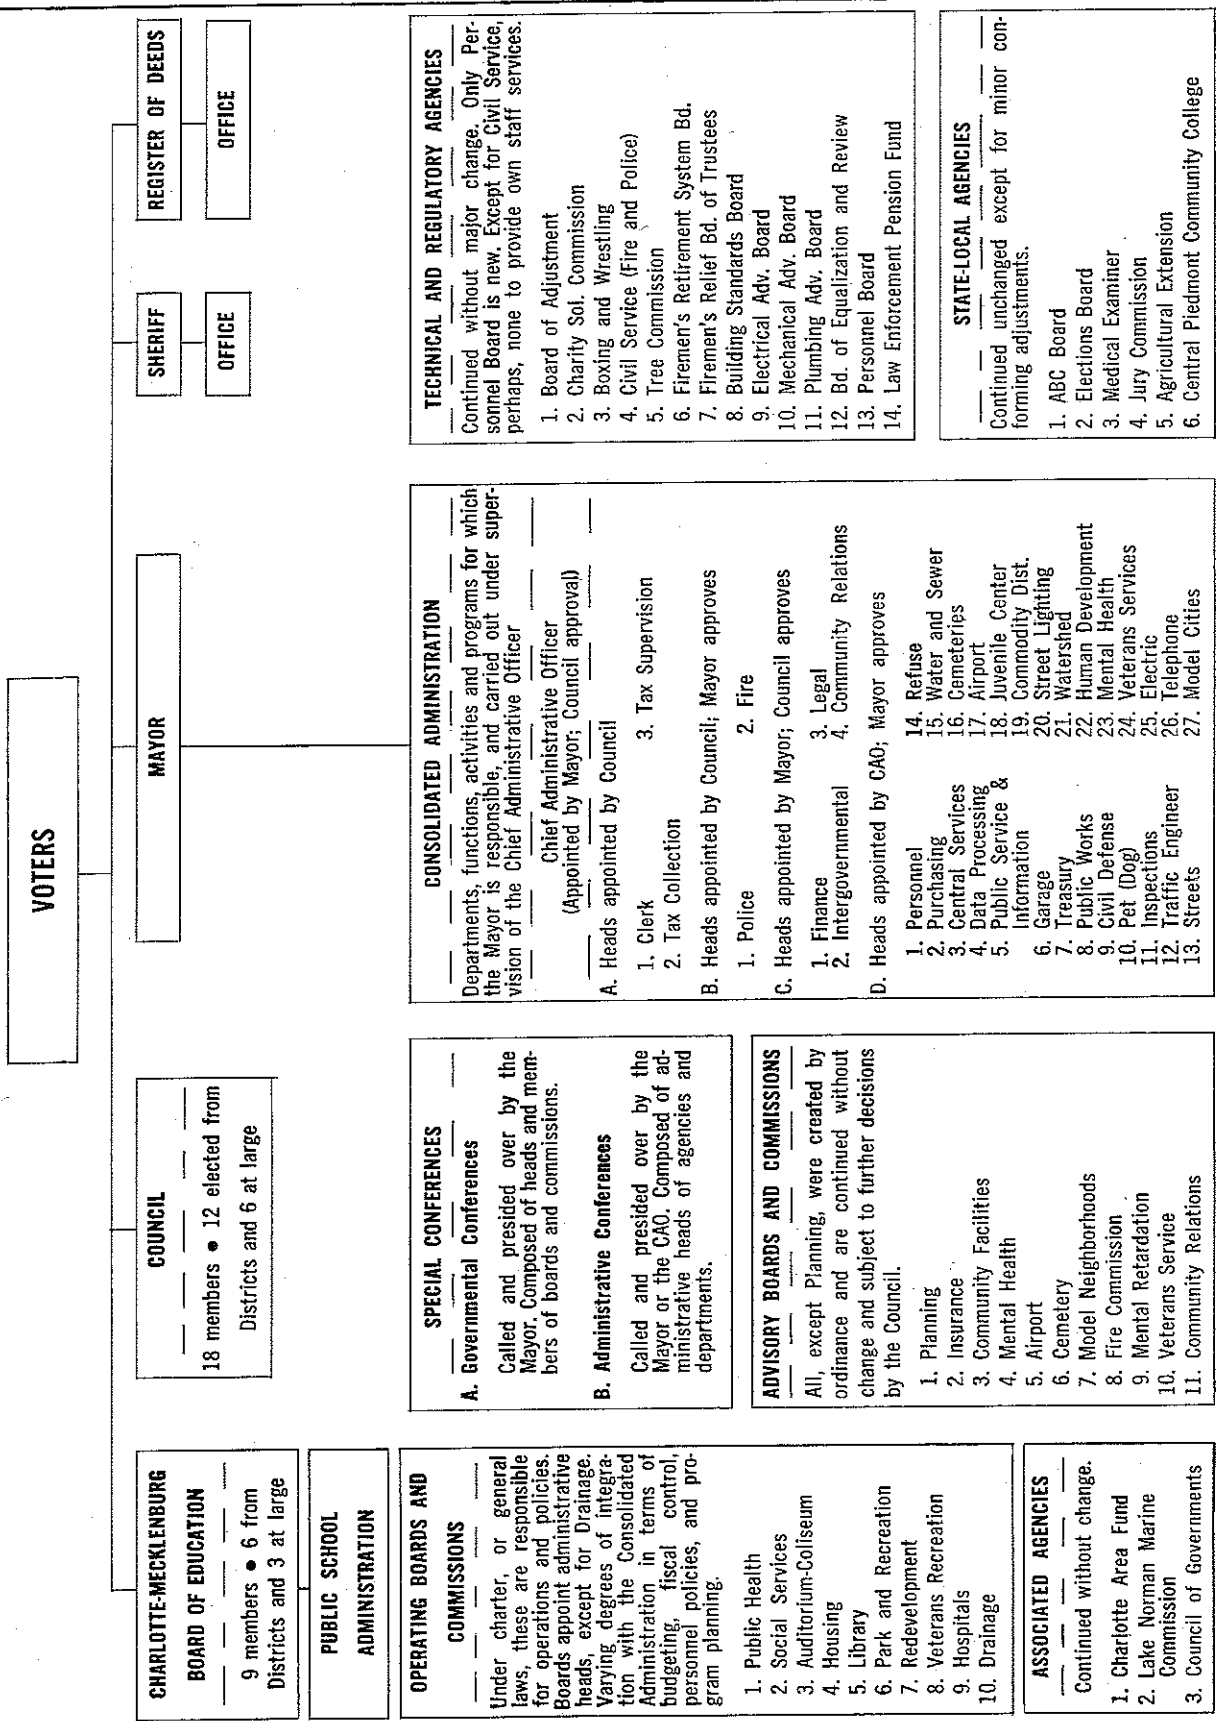 VOTERS
CHARLOTTE-MECKLENBURG
BOARD OF EDUCATION
9 members ● 6 from
Districts and 3 at large
PUBLIC SCHOOL
ADMINISTRATION
COUNCIL
18 members ● 12 elected from
Districts and 6 at large
MAYOR
SHERIFF
OFFICE
REGISTER OF DEEDS
OFFICE
OPERATING BOARDS AND
COMMISSIONS
Under charter, or general
laws, these are responsible
for operations and policies.
Boards appoint administrative
heads, except for Drainage.
Varying degrees of integra-
tion with the Consolidated
Administration in terms of
budgeting, fiscal control,
personnel policies, and pro-
gram planning.
1. Public Health
2. Social Services
3. Auditorium-Coliseum
4. Housing
5. Library
6. Park and Recreation
7. Redevelopment
8. Veterans Recreation
9. Hospitals
10. Drainage
ASSOCIATED AGENCIES
Continued without change.
1. Charlotte Area Fund
2. Lake Norman Marine
Commission
3. Council of Governments
SPECIAL CONFERENCES
A. Governmental Conferences
Called and presided over by the
Mayor. Composed of heads and mem-
bers of boards and commissions.
B. Administrative Conferences
Called and presided over by the
Mayor or the CAO. Composed of ad-
ministrative heads of agencies and
departments.
ADVISORY BOARDS AND COMMISSIONS
All, except Planning, were created by
ordinance and are continued without
change and subject to further decisions
by the Council.
1. Planning
2. Insurance
3. Community Facilities
4. Mental Health
5. Airport
6. Cemetery
7. Model Neighborhoods
8. Fire Commission
9. Mental Retardation
10. Veterans Service
11. Community Relations
CONSOLIDATED ADMINISTRATION
Departments, functions, activities and programs for which
the Mayor is responsible, and carried out under super-
vision of the Chief Administrative Officer
Chief Administrative Officer
(Appointed by Mayor; Council approval)
A. Heads appointed by Council
1. Clerk
2. Tax Collection
3. Tax Supervision
B. Heads appointed by Council; Mayor approves
1. Police
2. Fire
C. Heads appointed by Mayor; Council approves
1. Finance
2. Intergovernmental
3. Legal
4. Community Relations
D. Heads appointed by CAO; Mayor approves
1. Personnel
2. Purchasing
3. Central Services
4. Data Processing
5. Public Service &
Information
6. Garage
7. Treasury
8. Public Works
9. Civil Defense
10. Pet (Dog)
11. Inspections
12. Traffic Engineer
13. Streets
14. Refuse
15. Water and Sewer
16. Cemeteries
17. Airport
18. Juvenile Center
19. Commodity Dist.
20. Street Lighting
21. Watershed
22. Human Development
23. Mental Health
24. Veterans Services
25. Electric
26. Telephone
27. Model Cities
TECHNICAL AND REGULATORY AGENCIES
Continued without major change. Only Per-
sonnel Board is new. Except for Civil Service,
perhaps, none to provide own staff services.
1. Board of Adjustment
2. Charity Sol. Commission
3. Boxing and Wrestling
4. Civil Service (Fire and Police)
5. Tree Commission
6. Firemen's Retirement System Bd.
7. Firemen's Relief Bd. of Trustees
8. Building Standards Board
9. Electrical Adv. Board
10. Mechanical Adv. Board
11. Plumbing Adv. Board
12. Bd. of Equalization and Review
13. Personnel Board
14. Law Enforcement Pension Fund
STATE-LOCAL AGENCIES
Continued unchanged except for minor con-
forming adjustments.
1. ABC Board
2. Elections Board
3. Medical Examiner
4. Jury Commission
5. Agricultural Extension
6. Central Piedmont Community College